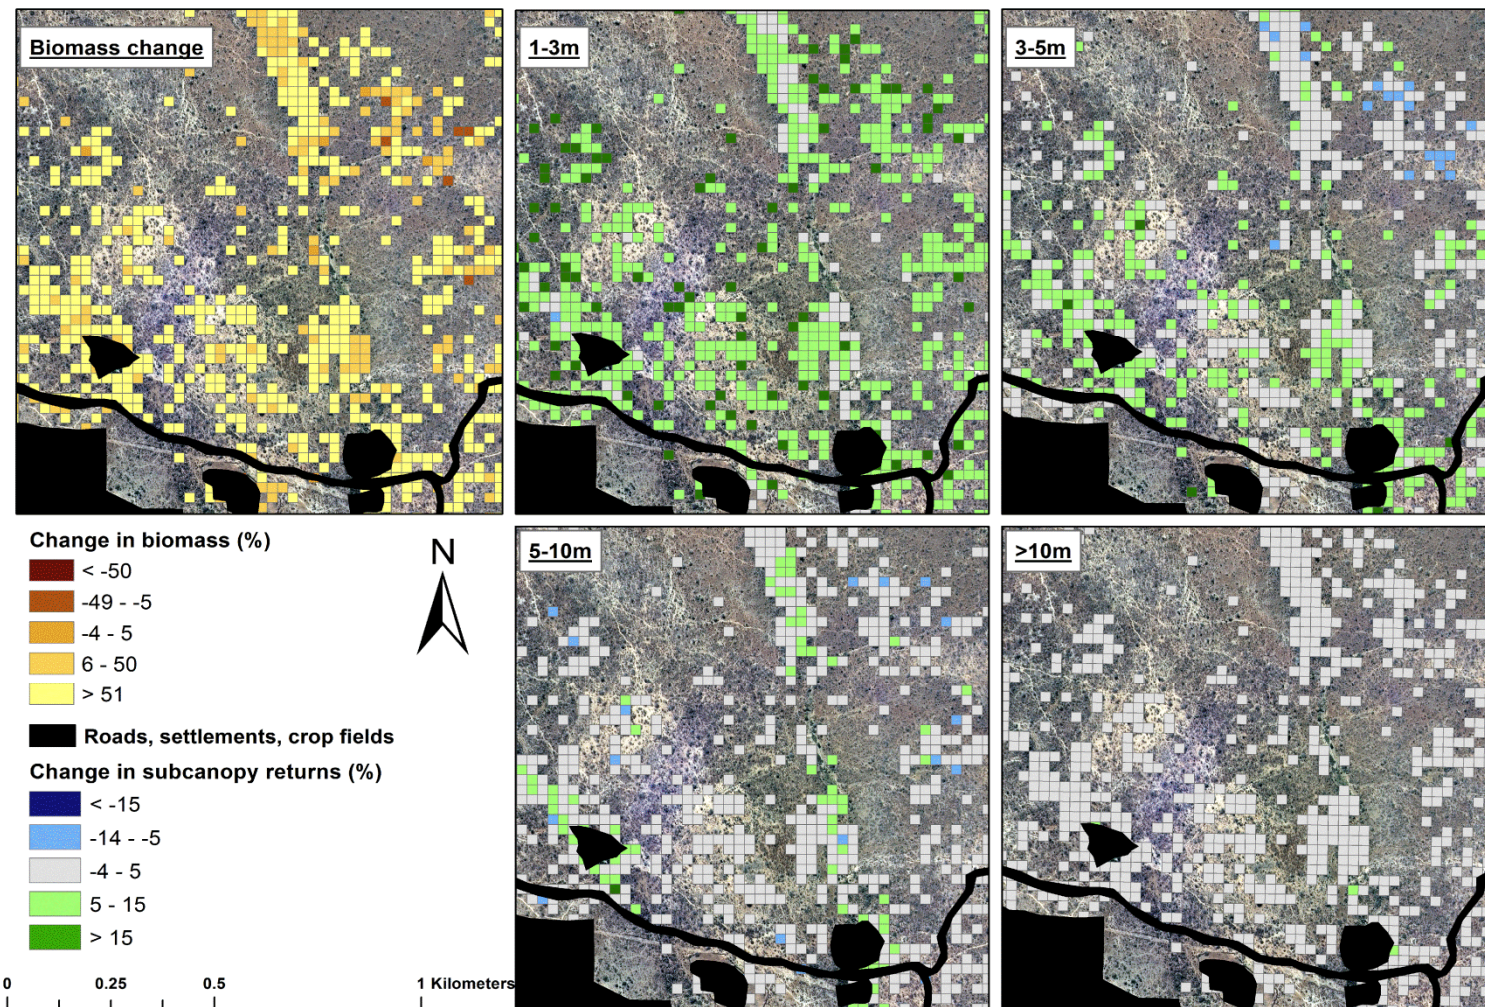 Biomass change
1-3m
3-5m
5-10m
>10m
Change in biomass (%)
< -50
-49 - -5
-4 - 5
6 - 50
> 51
Roads, settlements, crop fields
Change in subcanopy returns (%)
< -15
-14 - -5
-4 - 5
5 - 15
> 15
N
0 0.25 0.5 1 Kilometers